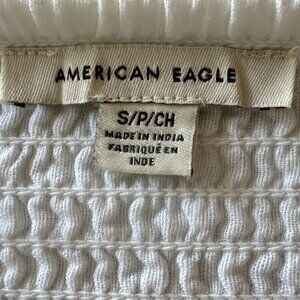 AMERICAN EAGLE
S/P/CH
MADE IN INDIA
FABRIQUÉ EN
INDE